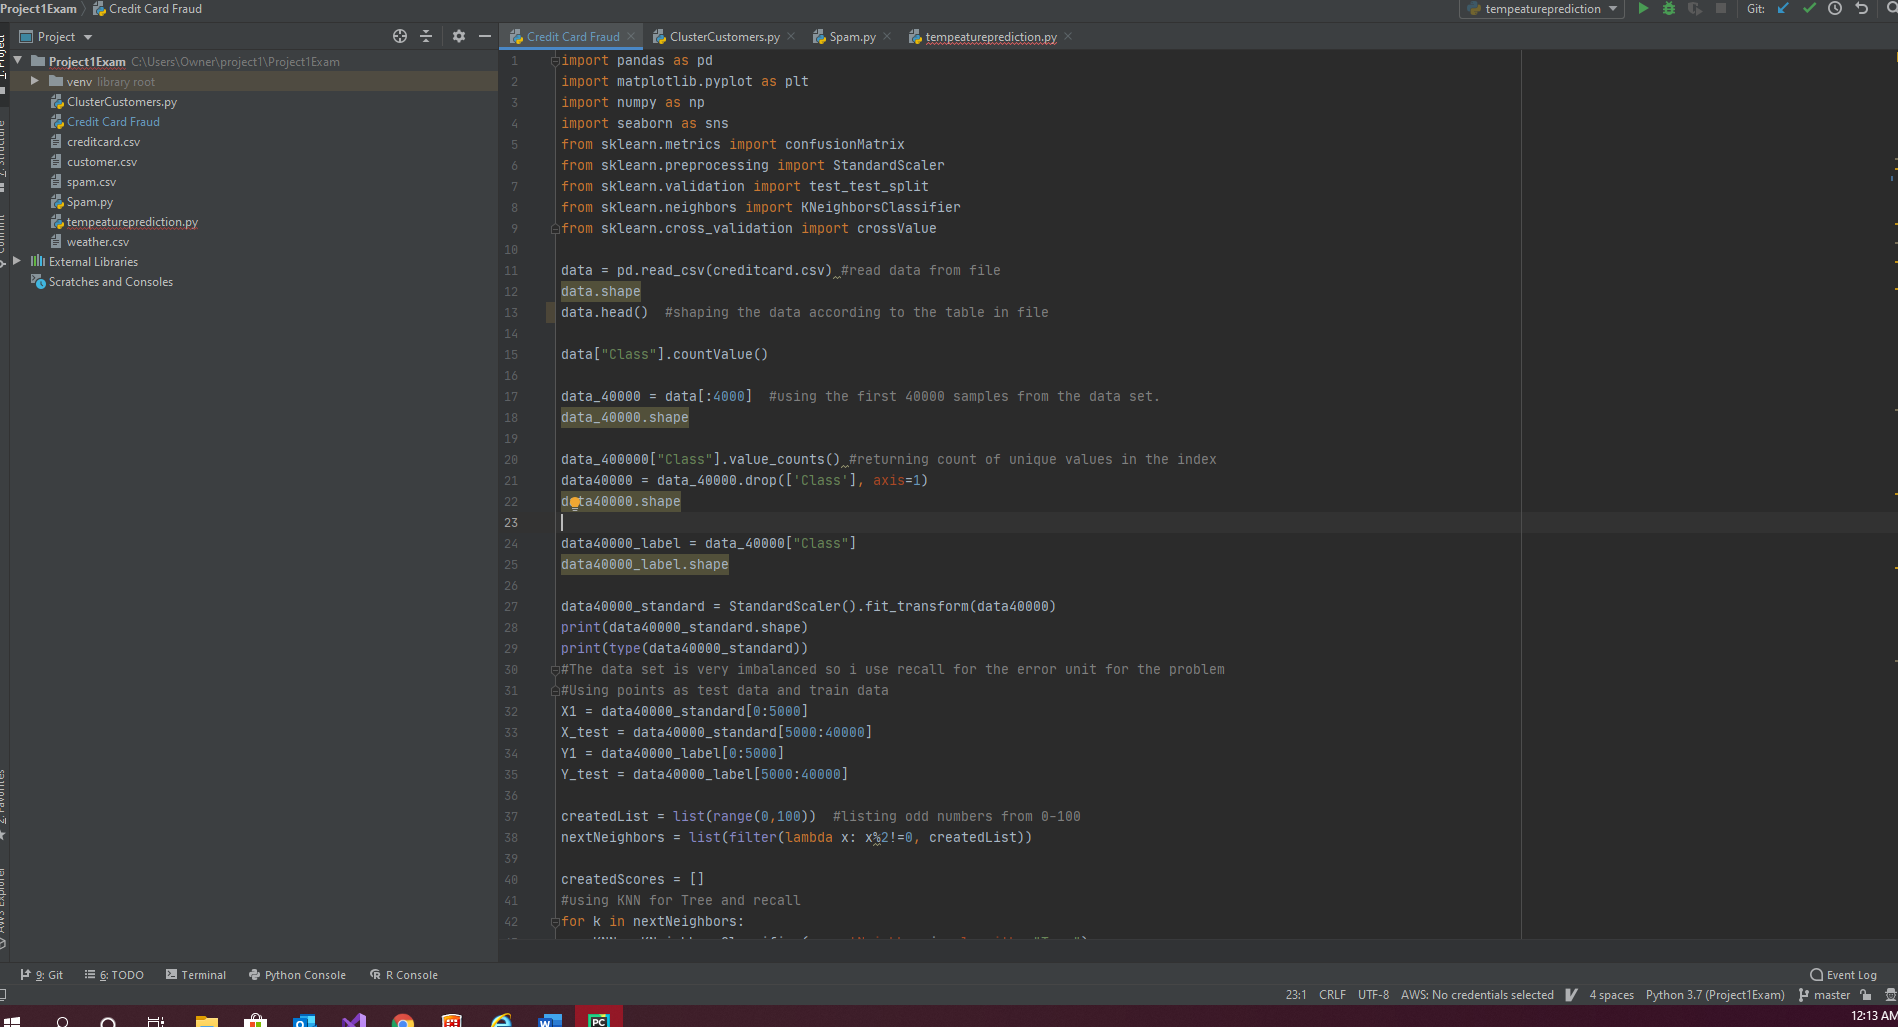 Project1Exam Credit Card Fraud
tempeatureprediction
Git:
Project
Credit Card Fraud
ClusterCustomers.py
Spam.py
tempeatureprediction.py
Project1Exam C:\Users\Owner\project1\Project1Exam
venv library root
ClusterCustomers.py
Credit Card Fraud
creditcard.csv
customer.csv
spam.csv
Spam.py
tempeatureprediction.py
weather.csv
External Libraries
Scratches and Consoles
1 import pandas as pd
2 import matplotlib.pyplot as plt
3 import numpy as np
4 import seaborn as sns
5 from sklearn.metrics import confusionMatrix
6 from sklearn.preprocessing import StandardScaler
7 from sklearn.validation import test_test_split
8 from sklearn.neighbors import KNeighborsClassifier
9 from sklearn.cross_validation import crossValue
10
11 data = pd.read_csv(creditcard.csv) #read data from file
12 data.shape
13 data.head()  #shaping the data according to the table in file
14
15 data["Class"].countValue()
16
17 data_40000 = data[:4000]  #using the first 40000 samples from the data set.
18 data_40000.shape
19
20 data_400000["Class"].value_counts() #returning count of unique values in the index
21 data40000 = data_40000.drop(['Class'], axis=1)
22 data40000.shape
23
24 data40000_label = data_40000["Class"]
25 data40000_label.shape
26
27 data40000_standard = StandardScaler().fit_transform(data40000)
28 print(data40000_standard.shape)
29 print(type(data40000_standard))
30 #The data set is very imbalanced so i use recall for the error unit for the problem
31 #Using points as test data and train data
32 X1 = data40000_standard[0:5000]
33 X_test = data40000_standard[5000:40000]
34 Y1 = data40000_label[0:5000]
35 Y_test = data40000_label[5000:40000]
36
37 createdList = list(range(0,100))  #listing odd numbers from 0-100
38 nextNeighbors = list(filter(lambda x: x%2!=0, createdList))
39
40 createdScores = []
41 #using KNN for Tree and recall
42 for k in nextNeighbors:
1: Project
Z: Structure
Commit
2: Favorites
AWS Explorer
9: Git
6: TODO
Terminal
Python Console
R Console
Event Log
23:1 CRLF UTF-8 AWS: No credentials selected 4 spaces Python 3.7 (Project1Exam) master
12:13 AM